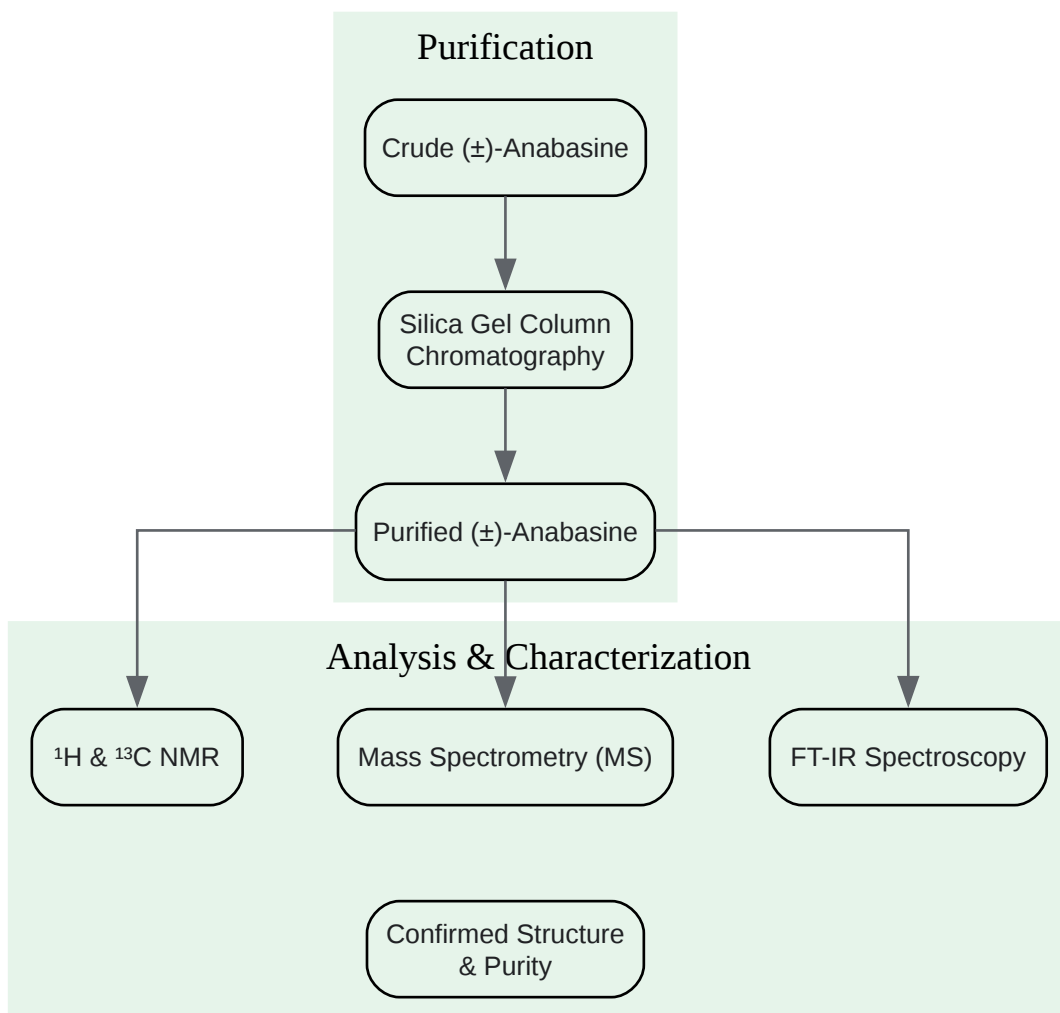 Purification
Crude (±)-Anabasine
Silica Gel Column
Chromatography
Purified (±)-Anabasine
Analysis & Characterization
¹H & ¹³C NMR
Mass Spectrometry (MS)
FT-IR Spectroscopy
Confirmed Structure
& Purity